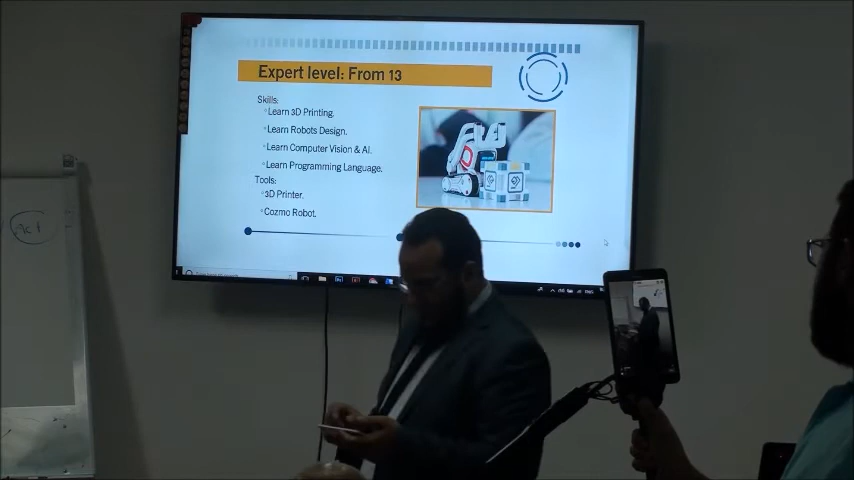 Expert level: From 13
Skills:
Learn 3D Printing.
Learn Robots Design.
Learn Computer Vision & AI.
Learn Programming Language.
Tools:
3D Printer.
Cozmo Robot.